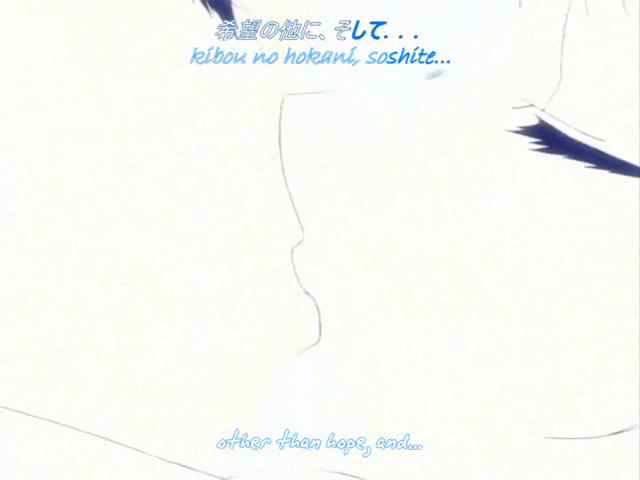 希望の他に、そして...
kibou no hokani, soshite...
other than hope, and...